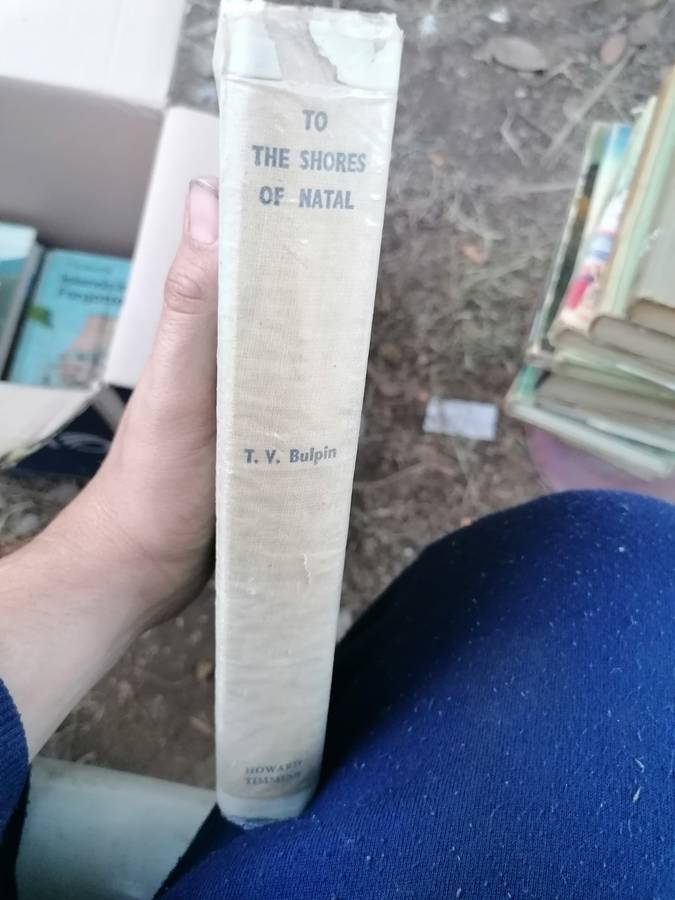 TO
THE SHORES
OF NATAL
T. V. Bulpin
HOWARD
TIMMINS